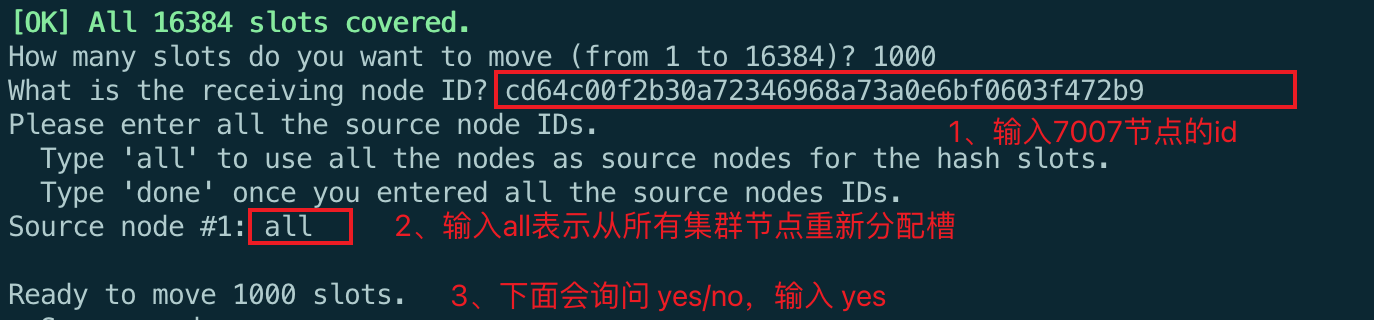 [OK] All 16384 slots covered.
How many slots do you want to move (from 1 to 16384)? 1000
What is the receiving node ID? cd64c00f2b30a72346968a73a0e6bf0603f472b9
Please enter all the source node IDs.
1、输入7007节点的id
Type 'all' to use all the nodes as source nodes for the hash slots.
Type 'done' once you entered all the source nodes IDs.
Source node #1: all 2、输入all表示从所有集群节点重新分配槽
Ready to move 1000 slots. 3、下面会询问 yes/no，输入 yes